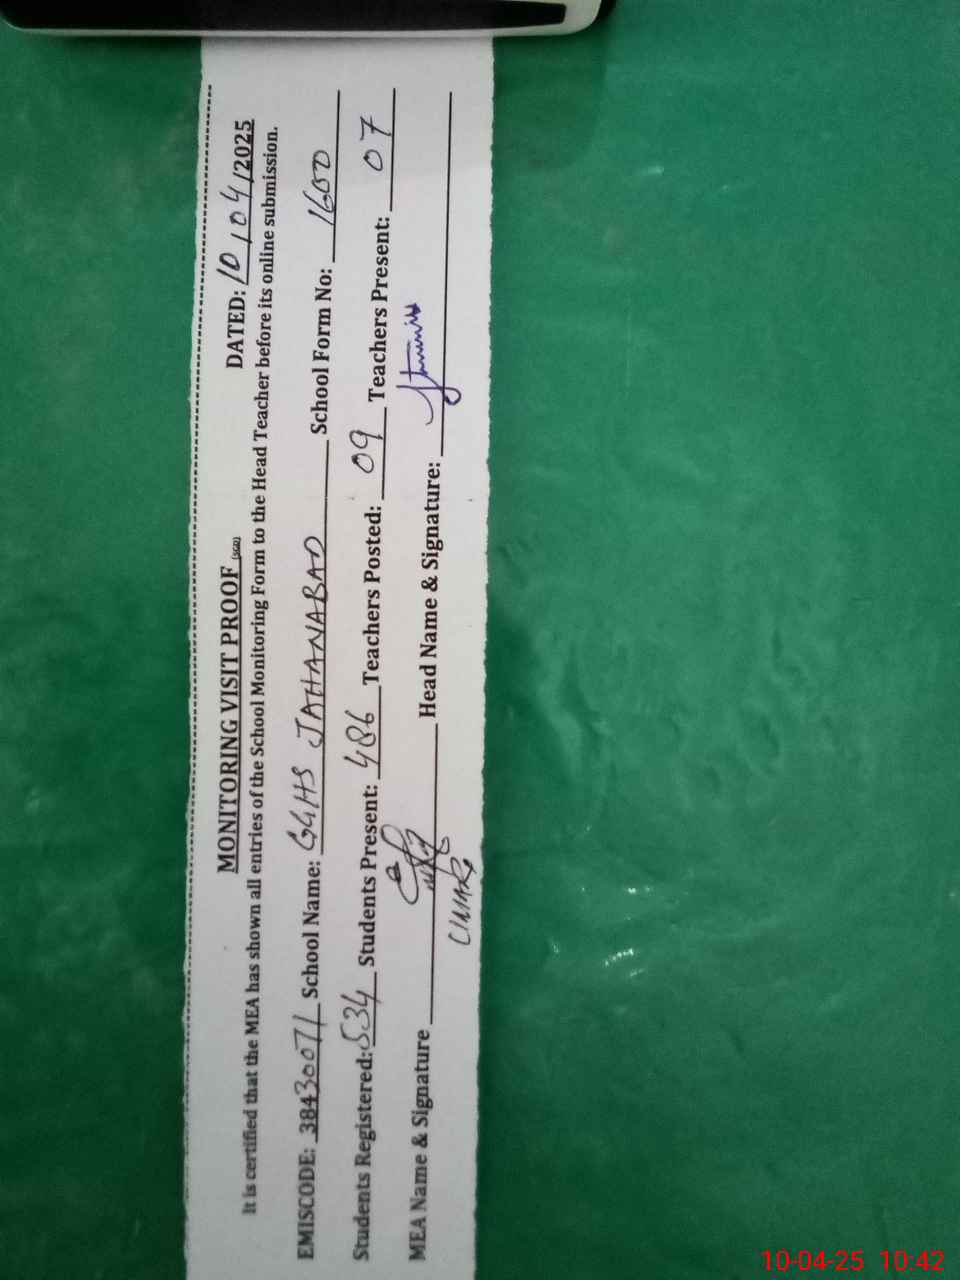 MONITORING VISIT PROOF (SGD) DATED: 10/04/2025
It is certified that the MEA has shown all entries of the School Monitoring Form to the Head Teacher before its online submission.
EMISCODE: 38430071 School Name: GGHS JAHANABAD School Form No: 1600
Students Registered: 534 Students Present: 486 Teachers Posted: 09 Teachers Present: 07
MEA Name & Signature Head Name & Signature:
UMAR
10-04-25 10:42